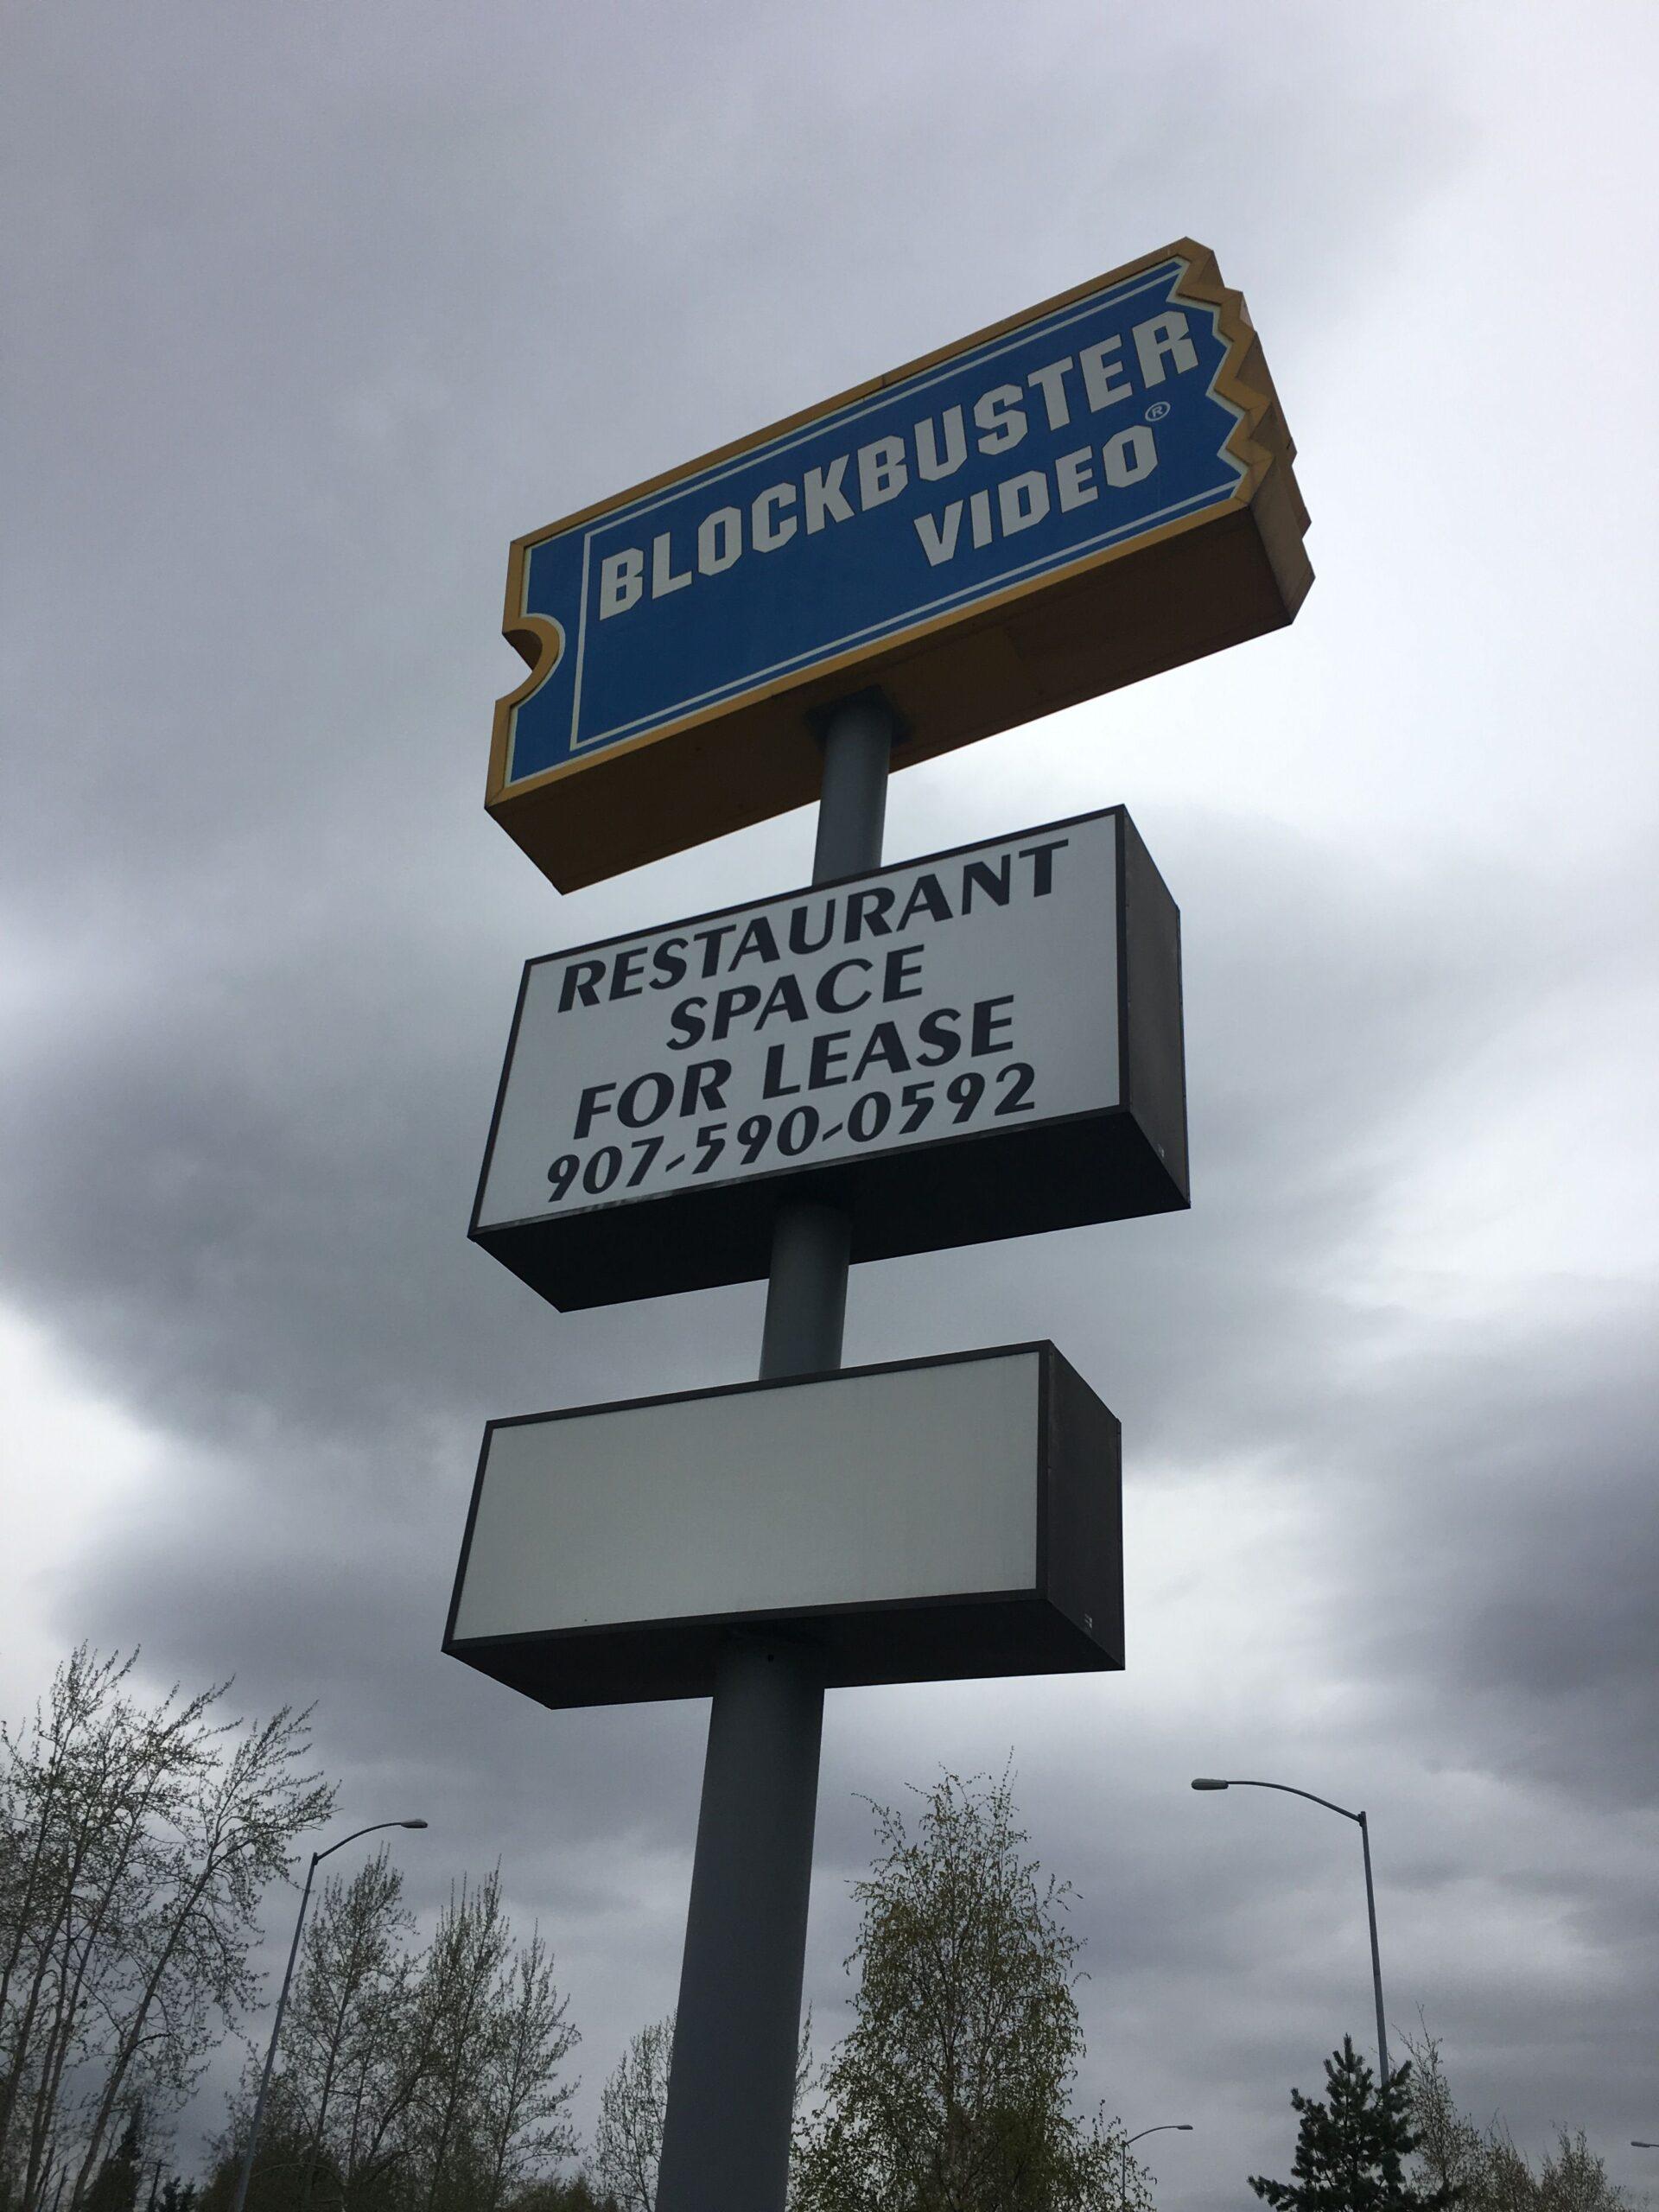 BLOCKBUSTER
VIDEO®
RESTAURANT
SPACE
FOR LEASE
907-590-0592